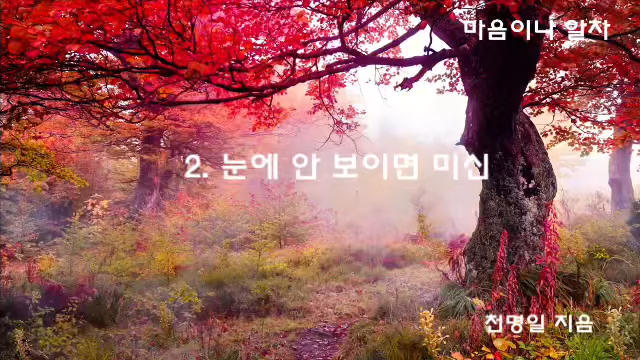 마음이나 알자
2. 눈에 안 보이면 미신
천명일 지음